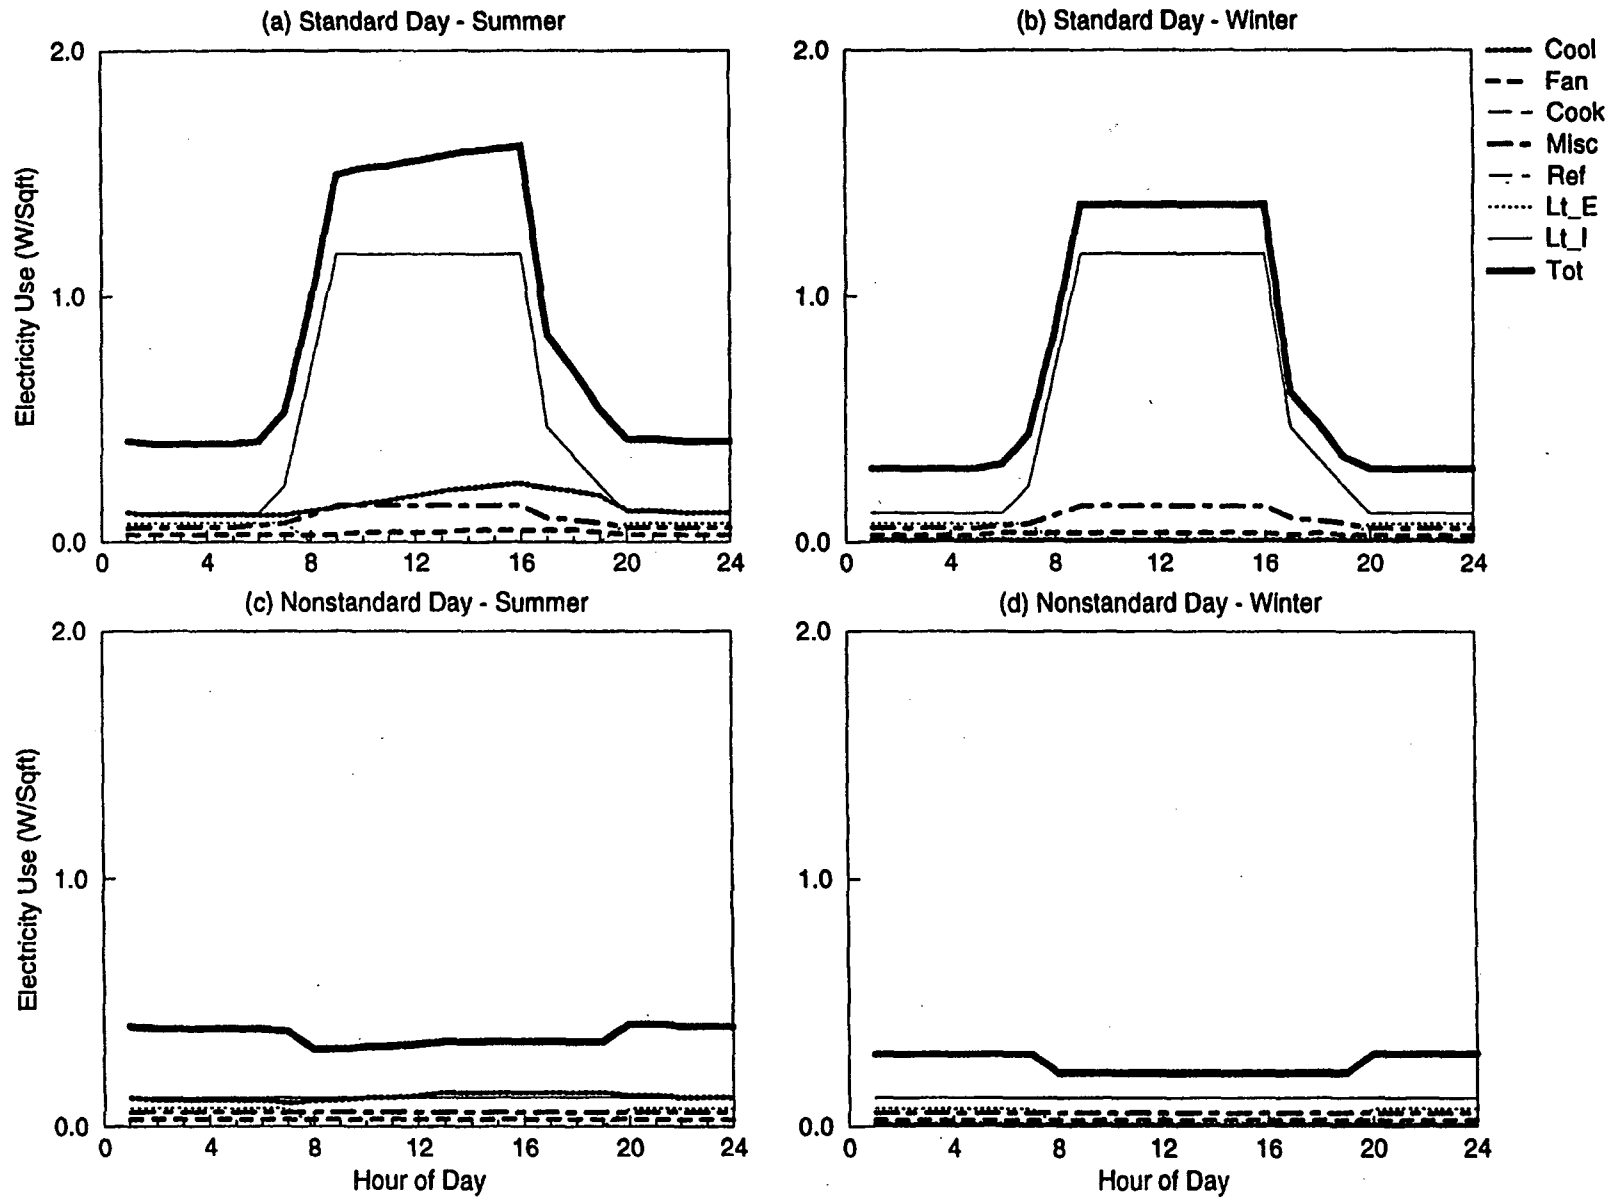 (a) Standard Day - Summer
(b) Standard Day - Winter
2.0
1.0
0.0
Electricity Use (W/Sqft)
0 4 8 12 16 20 24
2.0
1.0
0.0
0 4 8 12 16 20 24
Cool
Fan
Cook
Misc
Ref
Lt_E
Lt_I
Tot
(c) Nonstandard Day - Summer
(d) Nonstandard Day - Winter
2.0
1.0
0.0
Electricity Use (W/Sqft)
0 4 8 12 16 20 24
Hour of Day
2.0
1.0
0.0
0 4 8 12 16 20 24
Hour of Day